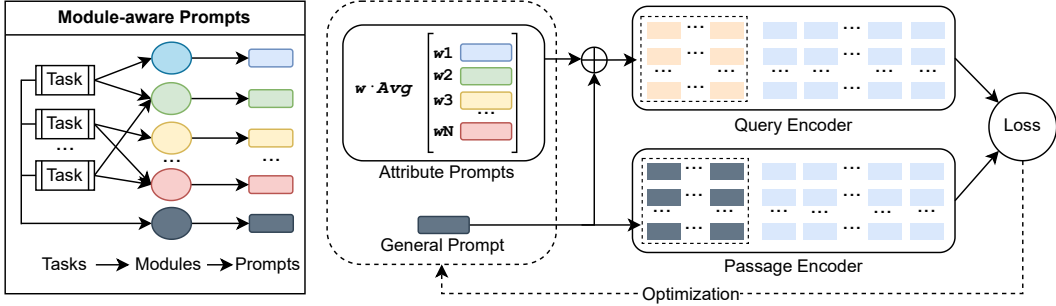 Module-aware Prompts
Task
Task
...
Task
...
...
Tasks
Modules
Prompts
w·Avg
w1
w2
w3
...
wN
Attribute Prompts
General Prompt
... ...
... ... ...
... ...
... ...
... ...
... ...
Query Encoder
... ...
... ...
... ...
... ...
... ...
... ...
Passage Encoder
Loss
Optimization